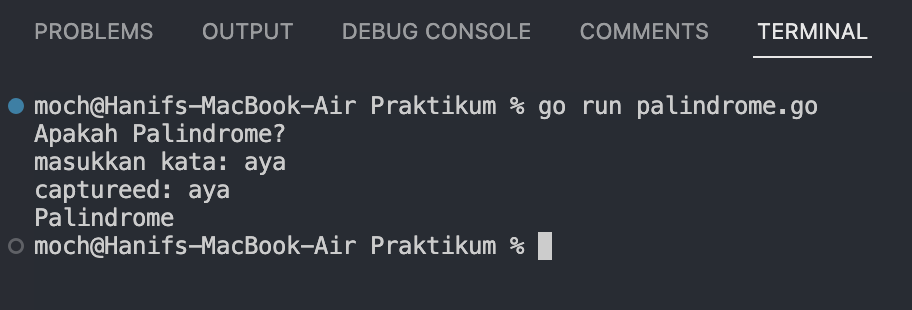 PROBLEMS OUTPUT DEBUG CONSOLE COMMENTS TERMINAL
moch@Hanifs-MacBook-Air Praktikum % go run palindrome.go
Apakah Palindrome?
masukkan kata: aya
captureed: aya
Palindrome
moch@Hanifs-MacBook-Air Praktikum %